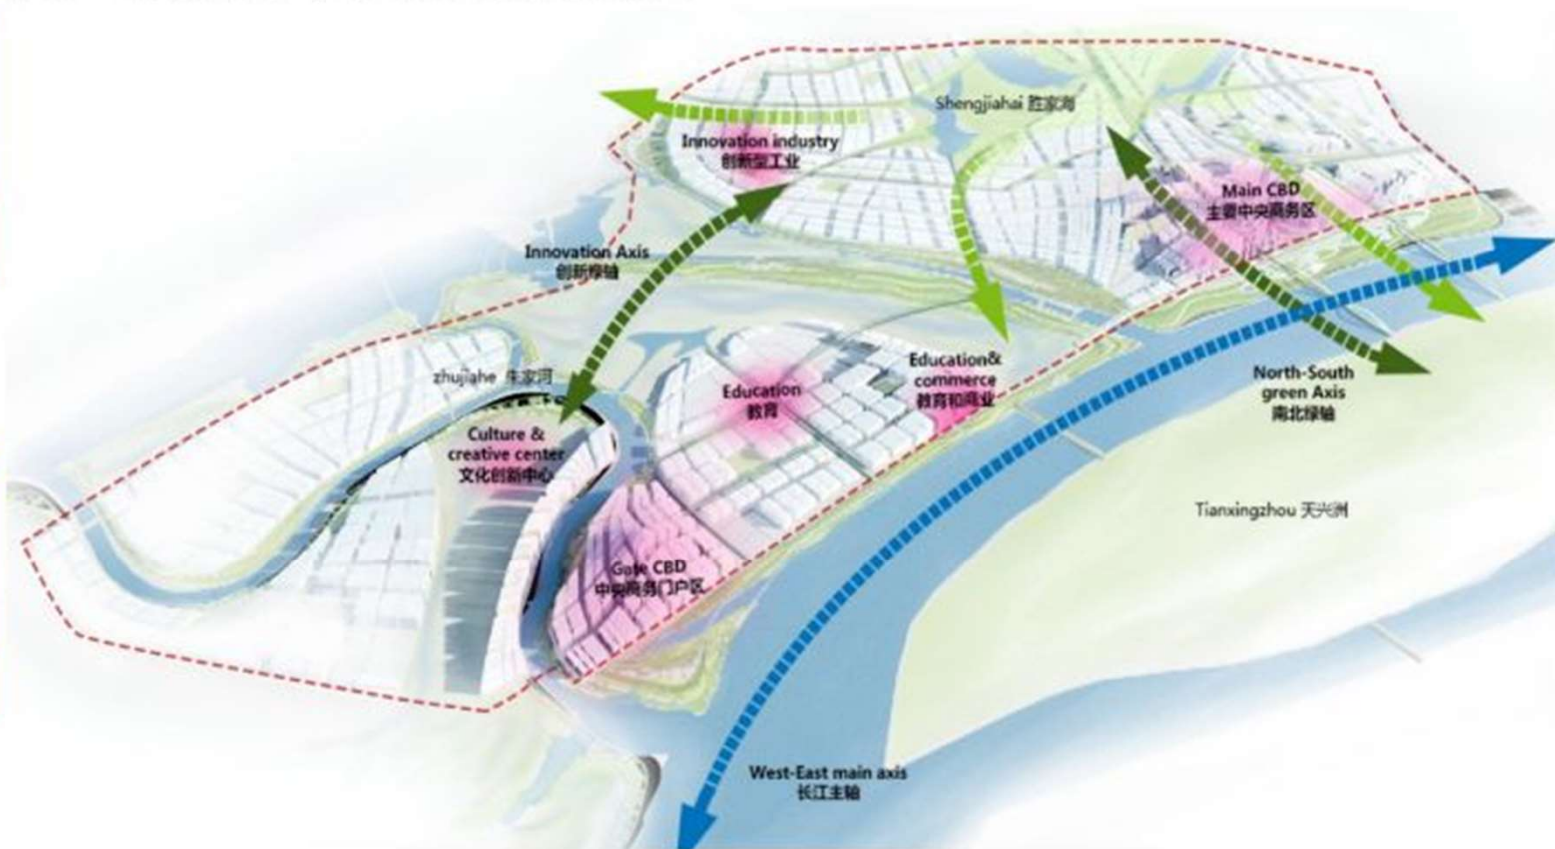 Shengjiahai 胜家海
Innovation industry
创新型工业
Main CBD
主要中央商务区
Innovation Axis
创新绿轴
zhujiahe 朱家河
Education
教育
Education&
commerce
教育和商业
North-South
green Axis
南北绿轴
Culture &
creative center
文化创新中心
Tianxingzhou 天兴洲
Gate CBD
中央商务门户区
West-East main axis
长江主轴